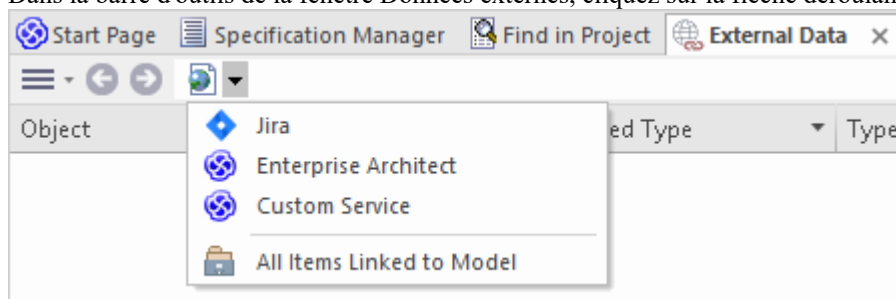 Dans la barre d'outils de la fenêtre Données externes, cliquez sur la flèche déroulan
Start Page Specification Manager Find in Project External Data
Object ed Type Type
Jira
Enterprise Architect
Custom Service
All Items Linked to Model